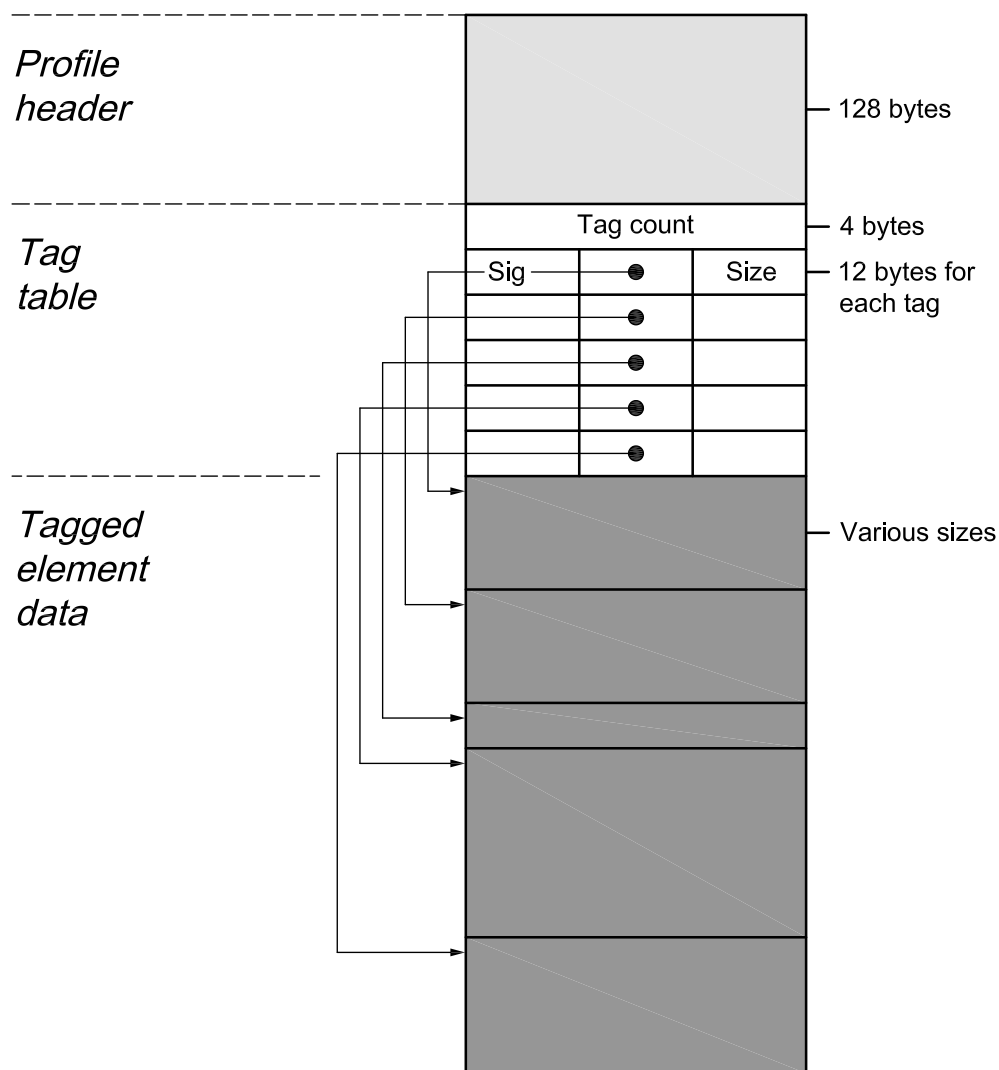 Profile
header
128 bytes
Tag count
4 bytes
Tag
table
Sig
Size
12 bytes for
each tag
Tagged
element
data
Various sizes